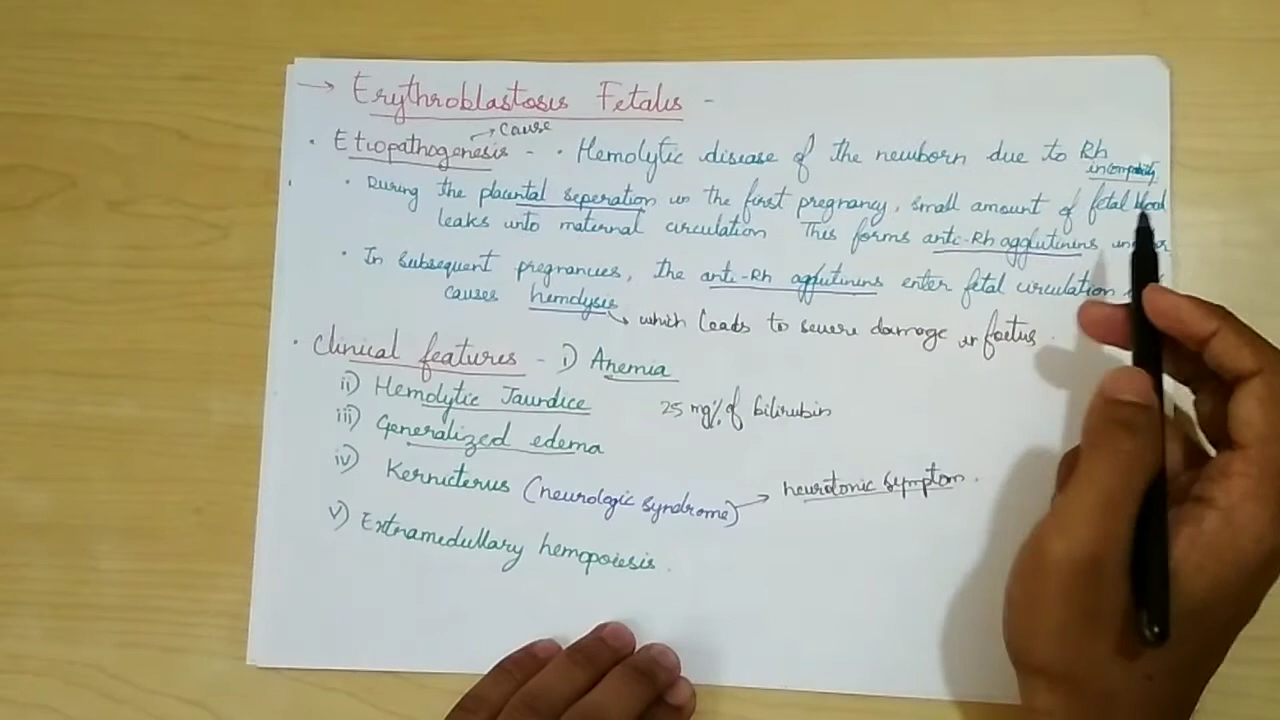 → Erythroblastosis Fetalis -
→ cause
• Etiopathogenesis - • Hemolytic disease of the newborn due to Rh
incompatibility
• During the placental seperation in the first pregnancy, small amount of fetal blood
leaks into maternal circulation This forms anti-Rh agglutinins
• In subsequent pregnancies, the anti-Rh agglutinins enter fetal circulation
causes hemolysis
which leads to severe damage in foetus.
• Clinical features - i) Anemia
ii) Hemolytic Jaundice
25 mg% of bilirubin
iii) Generalized edema
iv) Kernicterus (neurologic syndrome) → neurotonic symptom.
v) Extramedullary hemopoiesis.